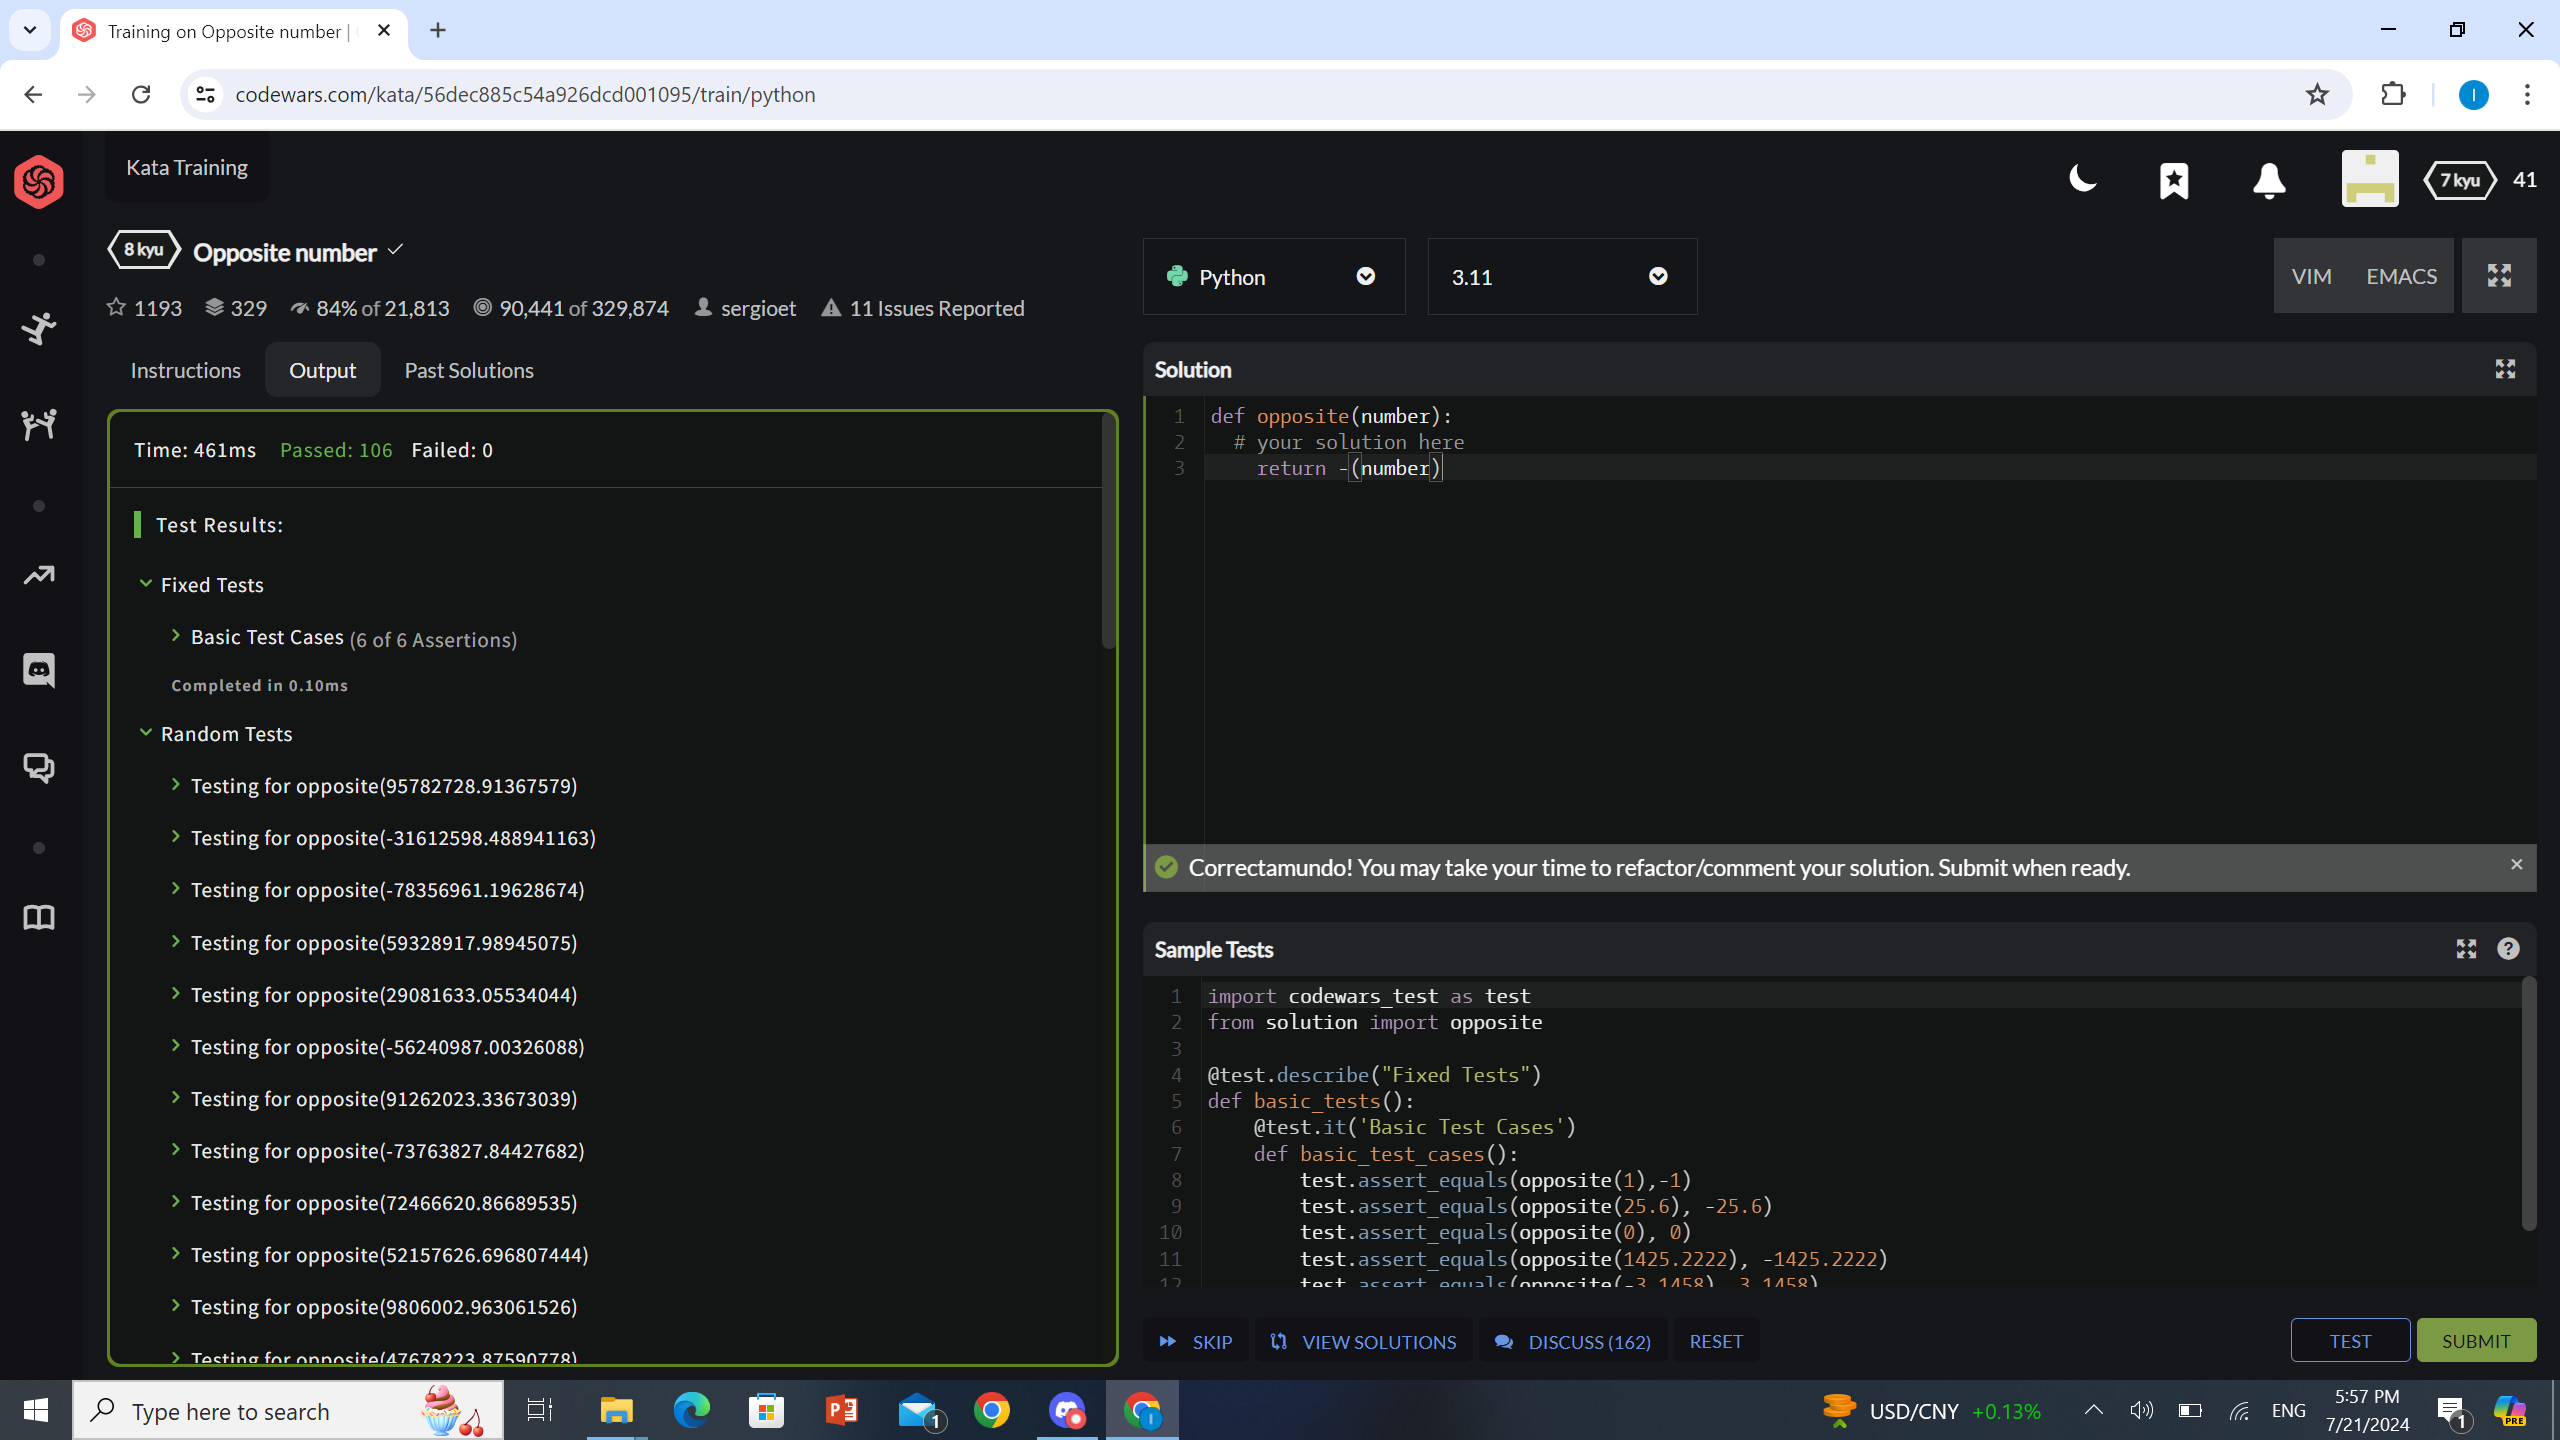 Training on Opposite number |
codewars.com/kata/56dec885c54a926dcd001095/train/python
I
Kata Training
7 kyu
41
8 kyu
Opposite number
1193
329
84% of 21,813
90,441 of 329,874
sergioet
11 Issues Reported
Python
3.11
VIM
EMACS
Instructions
Output
Past Solutions
Time: 461ms Passed: 106 Failed: 0
Test Results:
Fixed Tests
Basic Test Cases (6 of 6 Assertions)
Completed in 0.10ms
Random Tests
Testing for opposite(95782728.91367579)
Testing for opposite(-31612598.488941163)
Testing for opposite(-78356961.19628674)
Testing for opposite(59328917.98945075)
Testing for opposite(29081633.05534044)
Testing for opposite(-56240987.00326088)
Testing for opposite(91262023.33673039)
Testing for opposite(-73763827.84427682)
Testing for opposite(72466620.86689535)
Testing for opposite(52157626.696807444)
Testing for opposite(9806002.963061526)
Testing for opposite(47678223.87590778)
Solution
1 def opposite(number):
2 # your solution here
3 return -(number)
Correctamundo! You may take your time to refactor/comment your solution. Submit when ready.
Sample Tests
1 import codewars_test as test
2 from solution import opposite
3
4 @test.describe("Fixed Tests")
5 def basic_tests():
6 @test.it('Basic Test Cases')
7 def basic_test_cases():
8 test.assert_equals(opposite(1),-1)
9 test.assert_equals(opposite(25.6), -25.6)
10 test.assert_equals(opposite(0), 0)
11 test.assert_equals(opposite(1425.2222), -1425.2222)
12 test.assert_equals(opposite(-3.1458), 3.1458)
SKIP
VIEW SOLUTIONS
DISCUSS (162)
RESET
TEST
SUBMIT
Type here to search
1
I
USD/CNY +0.13%
ENG
5:57 PM
7/21/2024
1
PRE